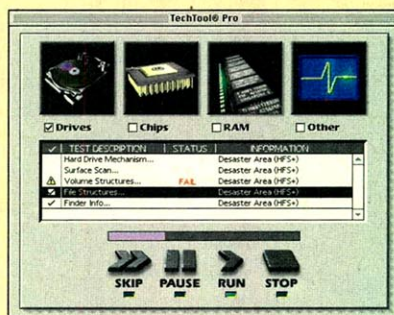 TechTool® Pro
Drives Chips RAM Other
TEST DESCRIPTION STATUS INFORMATION
Hard Drive Mechanism... Desaster Area (HFS+)
Surface Scan... Desaster Area (HFS+)
Volume Structures... FAIL Desaster Area (HFS+)
File Structures... Desaster Area (HFS+)
Finder Info... Desaster Area (HFS+)
SKIP PAUSE RUN STOP